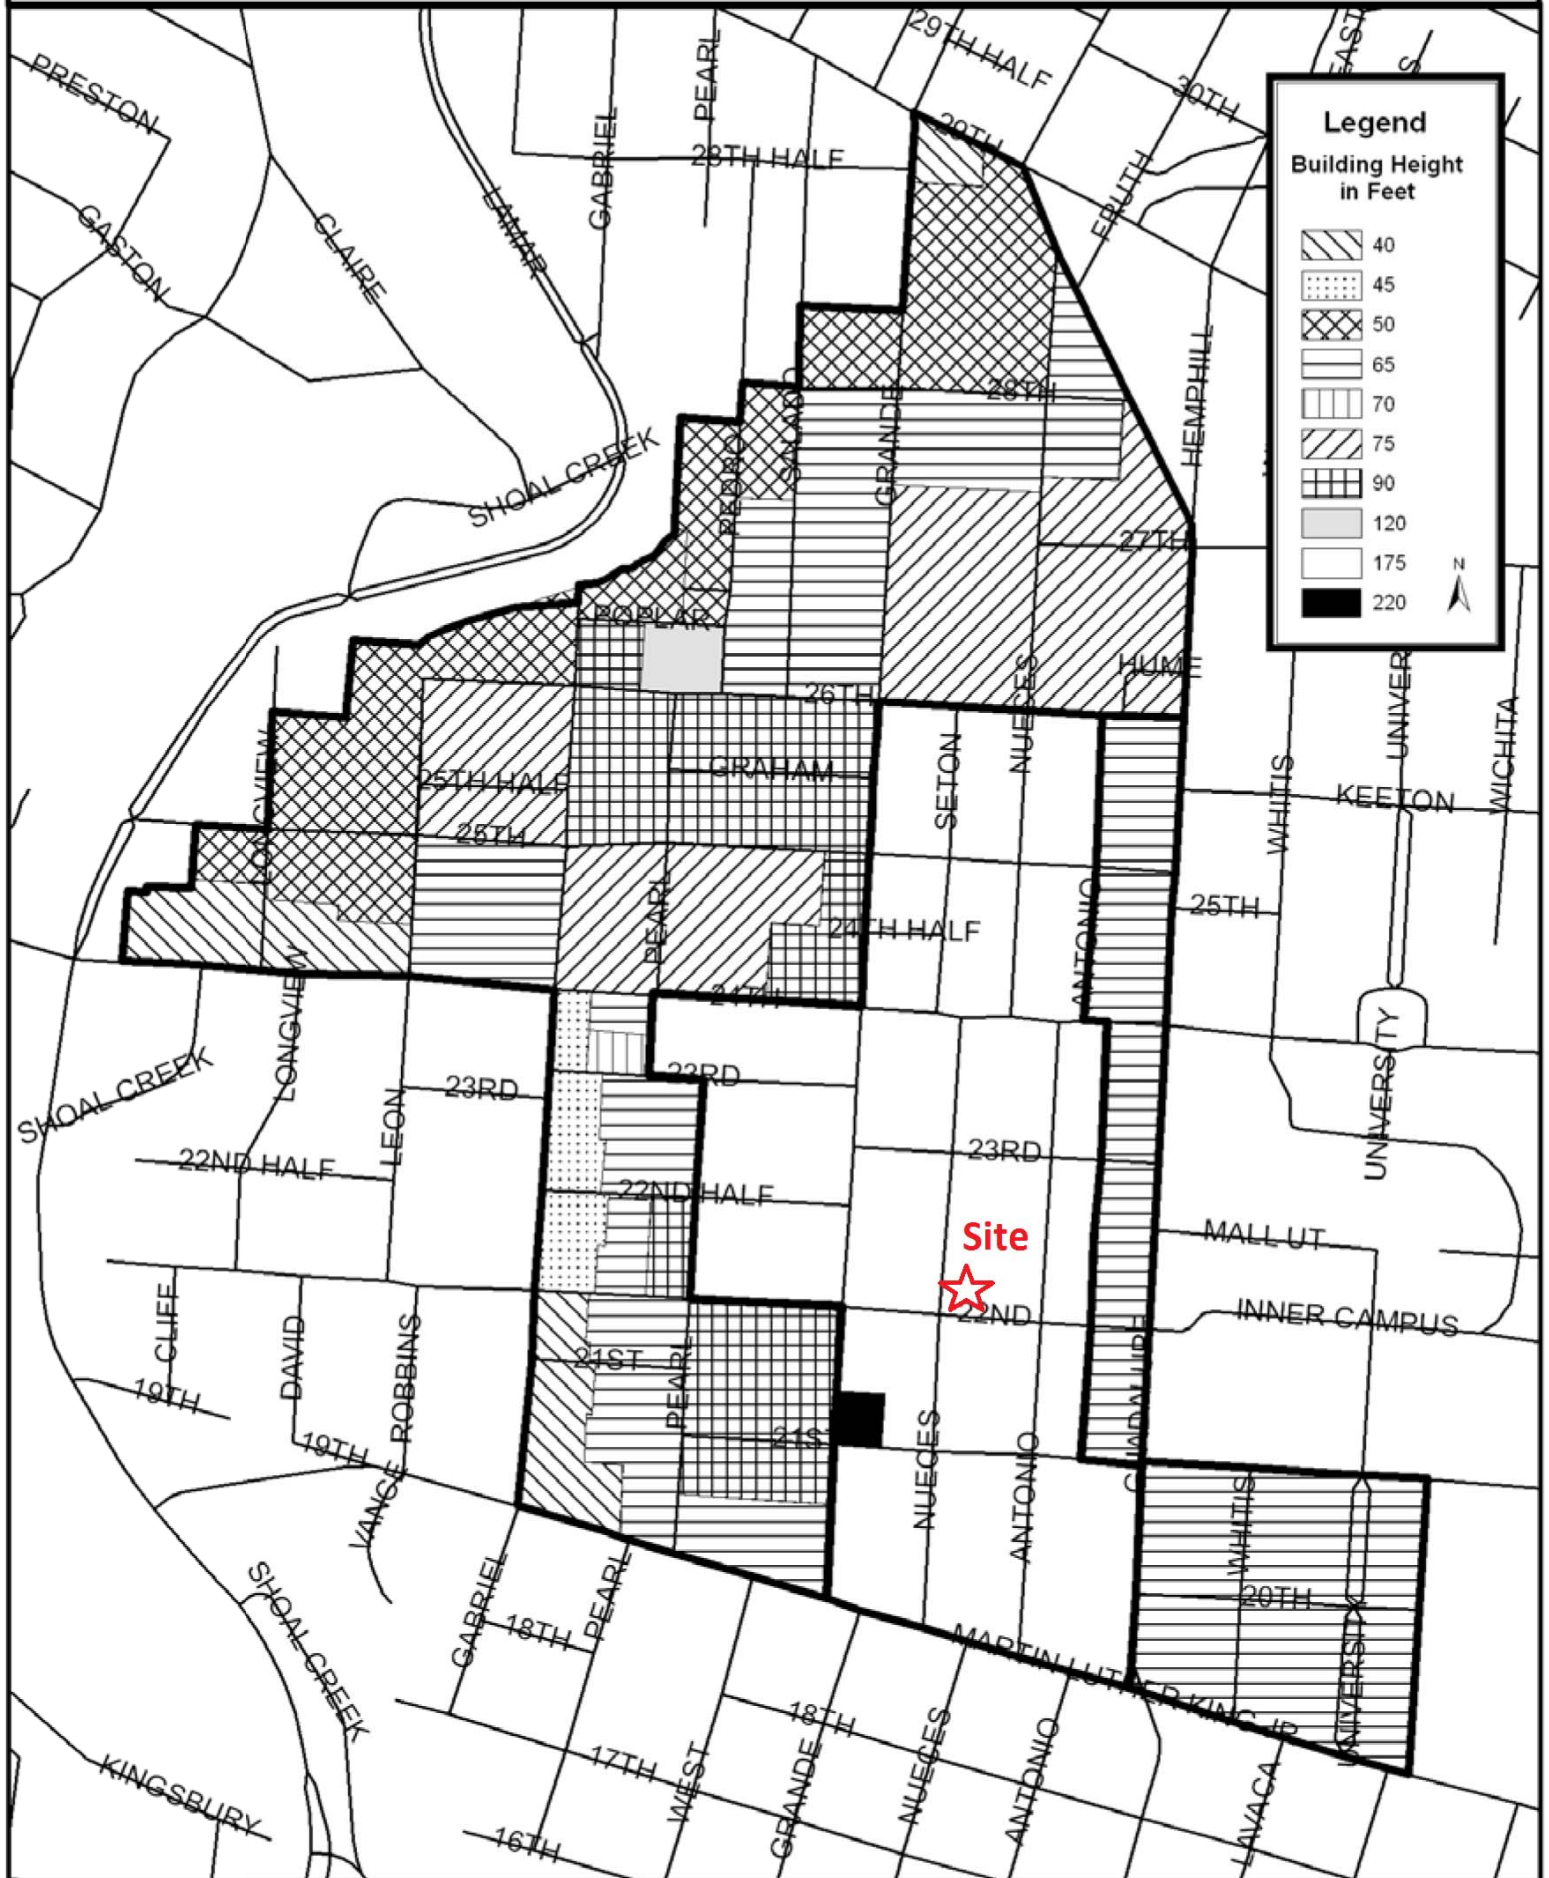 29TH HALF
EAST
S
PEARL
PRESTON
30TH
Legend
Building Height
in Feet
40
45
50
65
70
75
90
120
175
220
N
GABRIEL
29TH
28TH HALF
FRUTH
LAMAR
GASTON
CLAIRE
HEMPHILL
28TH
SALADO
GRANDE
PEDRO
SHOAL CREEK
27TH
POPLAR
HUME
26TH
NUECES
UNIVER
WICHITA
LONGVIEW
GRAHAM
SETON
25TH HALF
WHITIS
KEETON
25TH
PEARL
ANTONIO
25TH
24TH HALF
24TH
LONGVIEW
UNIVERSITY
SHOAL CREEK
23RD
23RD
LEON
22ND HALF
23RD
22ND HALF
Site
MALL UT
22ND
INNER CAMPUS
CLIFF
DAVID
ROBBINS
21ST
PEARL
GUADALUPE
19TH
19TH
21ST
NUECES
ANTONIO
VANCE
WHITIS
SHOAL CREEK
GABRIEL
PEARL
20TH
18TH
MARTIN LUTHER KING JR
UNIVERSITY
18TH
17TH
WEST
GRANDE
NUECES
ANTONIO
LAVACA
KINGSBURY
16TH